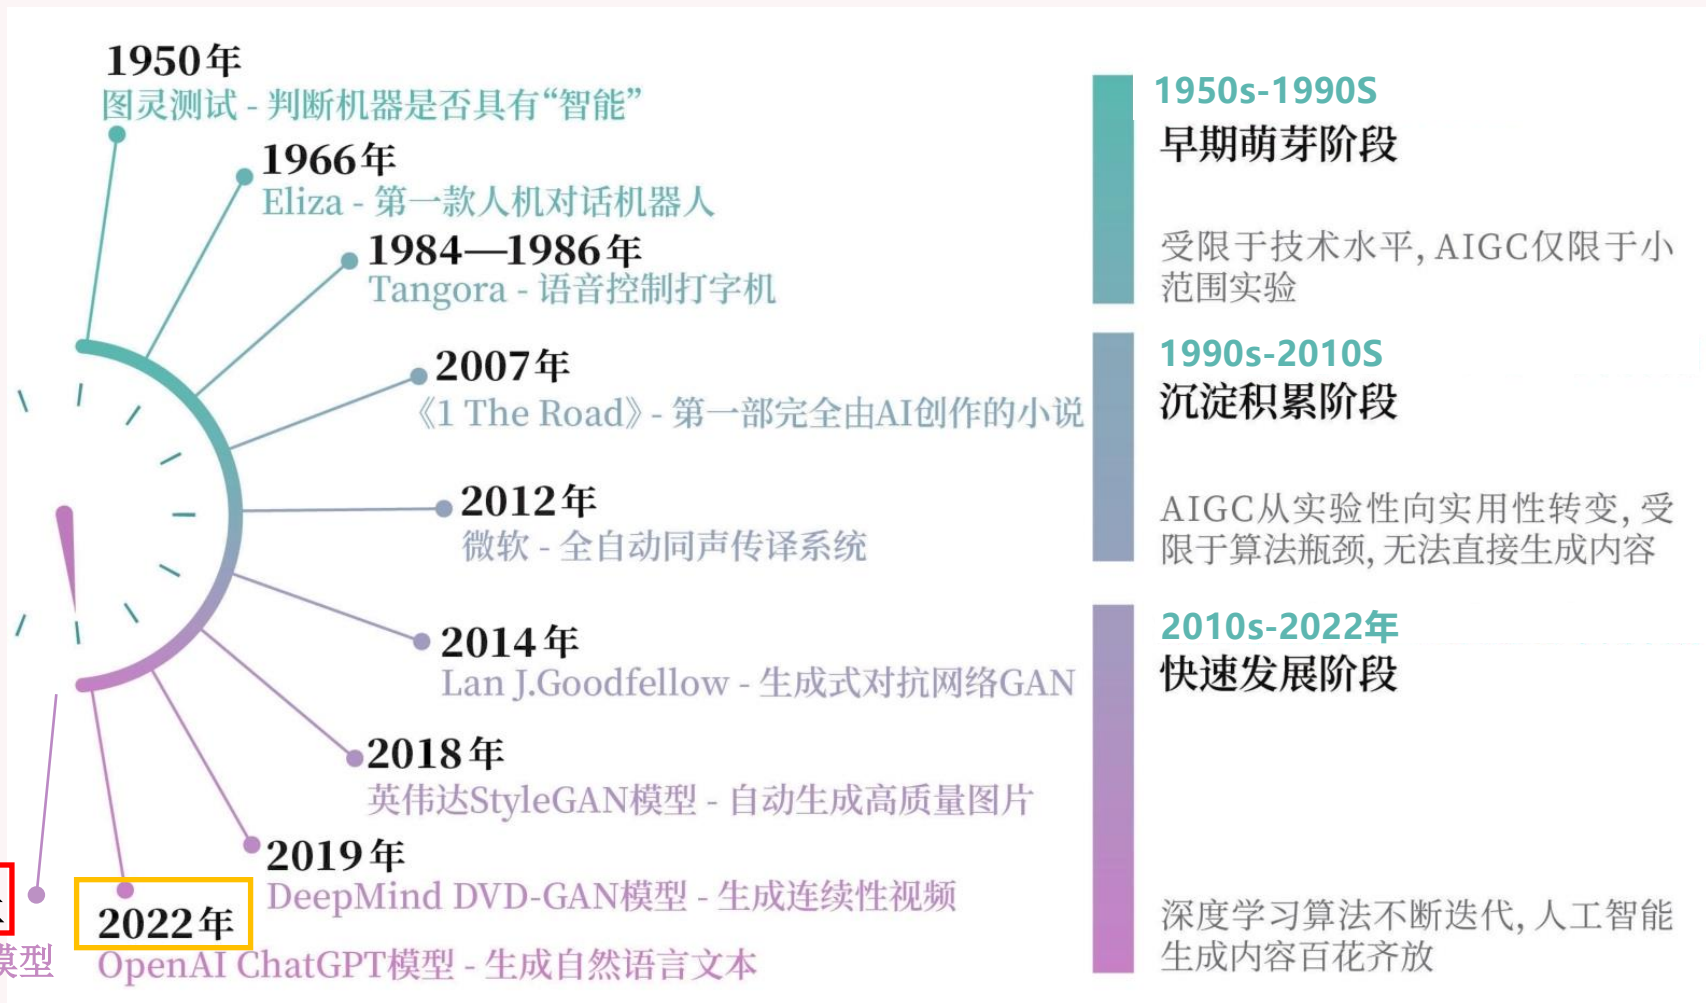 1950年
图灵测试 - 判断机器是否具有“智能”
1966年
Eliza - 第一款人机对话机器人
1984—1986年
Tangora - 语音控制打字机
2007年
《1 The Road》- 第一部完全由AI创作的小说
2012年
微软 - 全自动同声传译系统
2014年
Lan J.Goodfellow - 生成式对抗网络GAN
2018年
英伟达StyleGAN模型 - 自动生成高质量图片
2019年
DeepMind DVD-GAN模型 - 生成连续性视频
2022年
OpenAI ChatGPT模型 - 生成自然语言文本
模型
1950s-1990S
早期萌芽阶段
受限于技术水平, AIGC仅限于小
范围实验
1990s-2010S
沉淀积累阶段
AIGC从实验性向实用性转变, 受
限于算法瓶颈, 无法直接生成内容
2010s-2022年
快速发展阶段
深度学习算法不断迭代, 人工智能
生成内容百花齐放